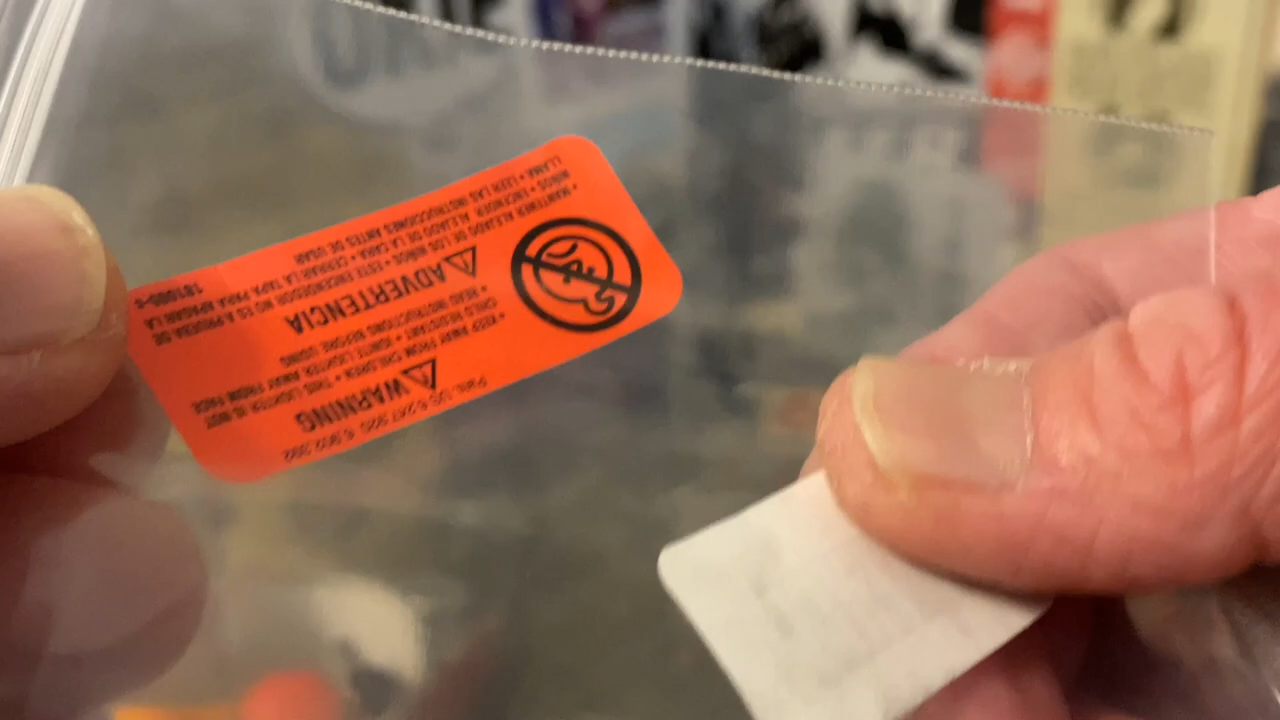 US
WARNING
• KEEP AWAY FROM CHILDREN • THIS LIGHTER IS NOT
CHILD RESISTANT • IGNITE LIGHTER AWAY FROM FACE
• READ INSTRUCTIONS BEFORE USING
ADVERTENCIA
• MANTENER ALEJADO DE LOS NIÑOS • ESTE ENCENDEDOR NO ES A PRUEBA DE
NIÑOS • ENCENDER ALEJADO DE LA CARA • CERRAR LA TAPA PARA APAGAR LA
LLAMA • LEER LAS INSTRUCCIONES ANTES DE USAR